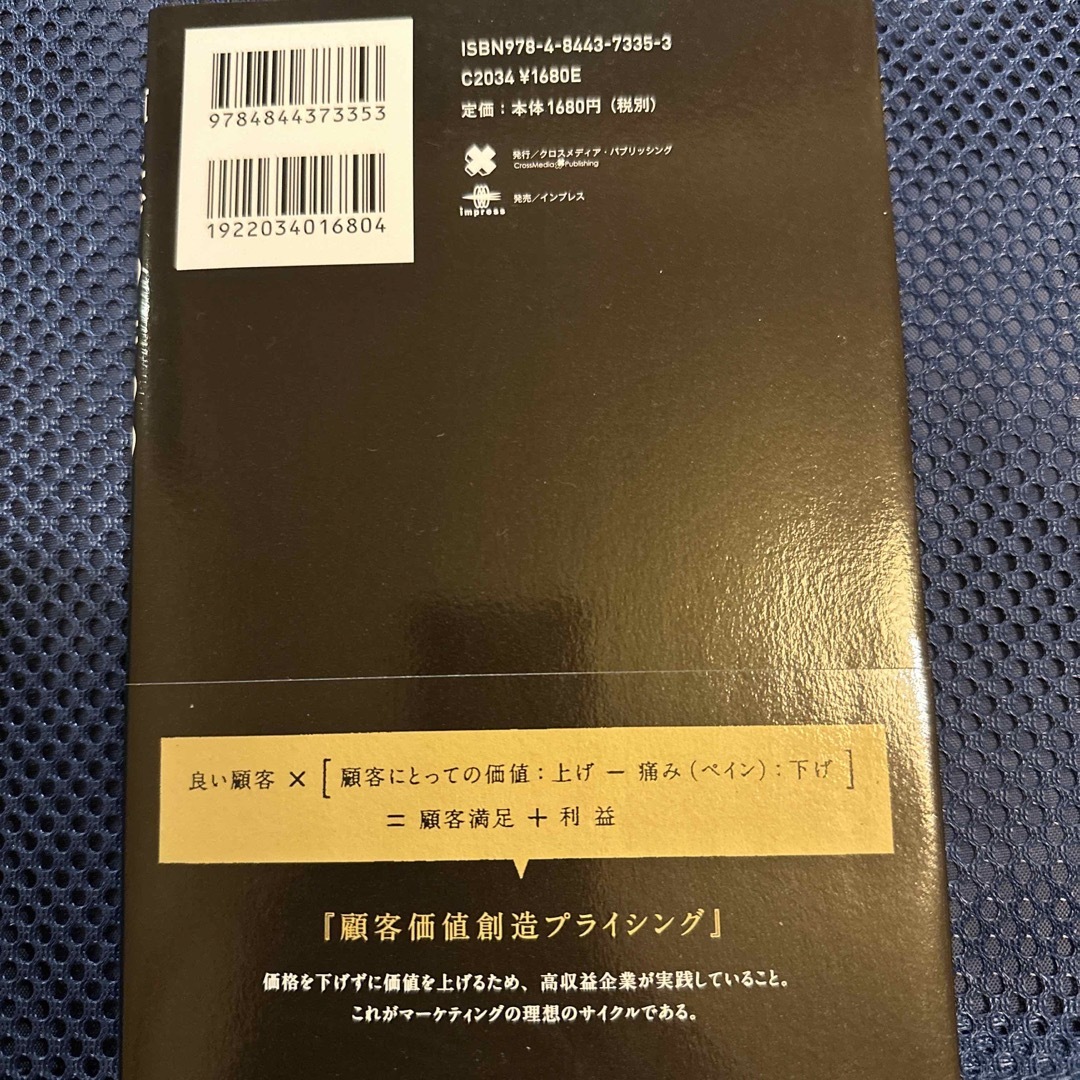 ISBN978-4-8443-7335-3
C2034 ¥1680E
定価：本体1680円（税別）
9784844373353
発行／クロスメディア・パブリッシング
CrossMedia Publishing
発売／インプレス
Impress
1922034016804
良い顧客 × [ 顧客にとっての価値：上げ − 痛み（ペイン）：下げ ]
= 顧客満足 + 利益
『顧客価値創造プライシング』
価格を下げずに価値を上げるため、高収益企業が実践していること。
これがマーケティングの理想のサイクルである。